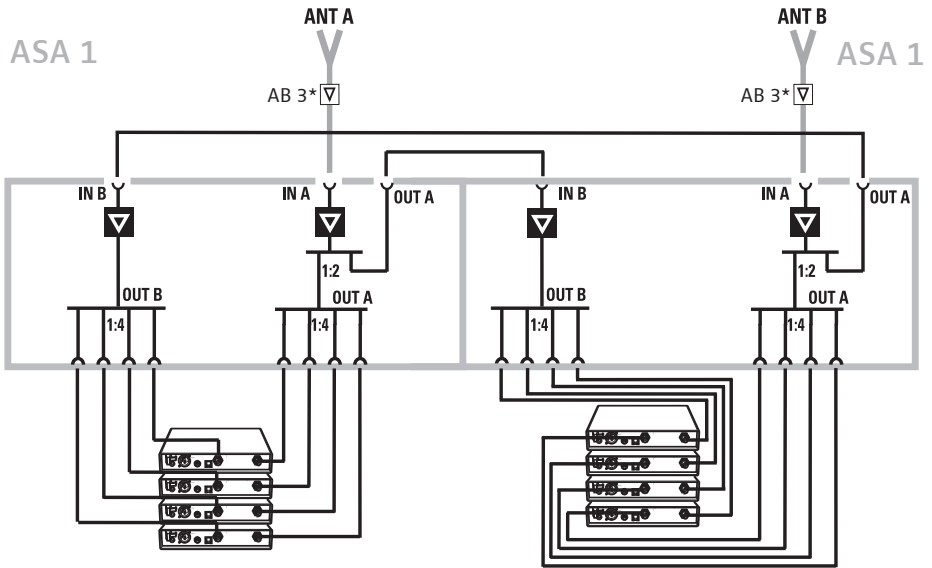 ANT A
ANT B
ASA 1
ASA 1
AB 3*
AB 3*
IN B
IN A
OUT A
IN B
IN A
OUT A
1:2
1:2
OUT B
OUT A
OUT B
OUT A
1:4
1:4
1:4
1:4